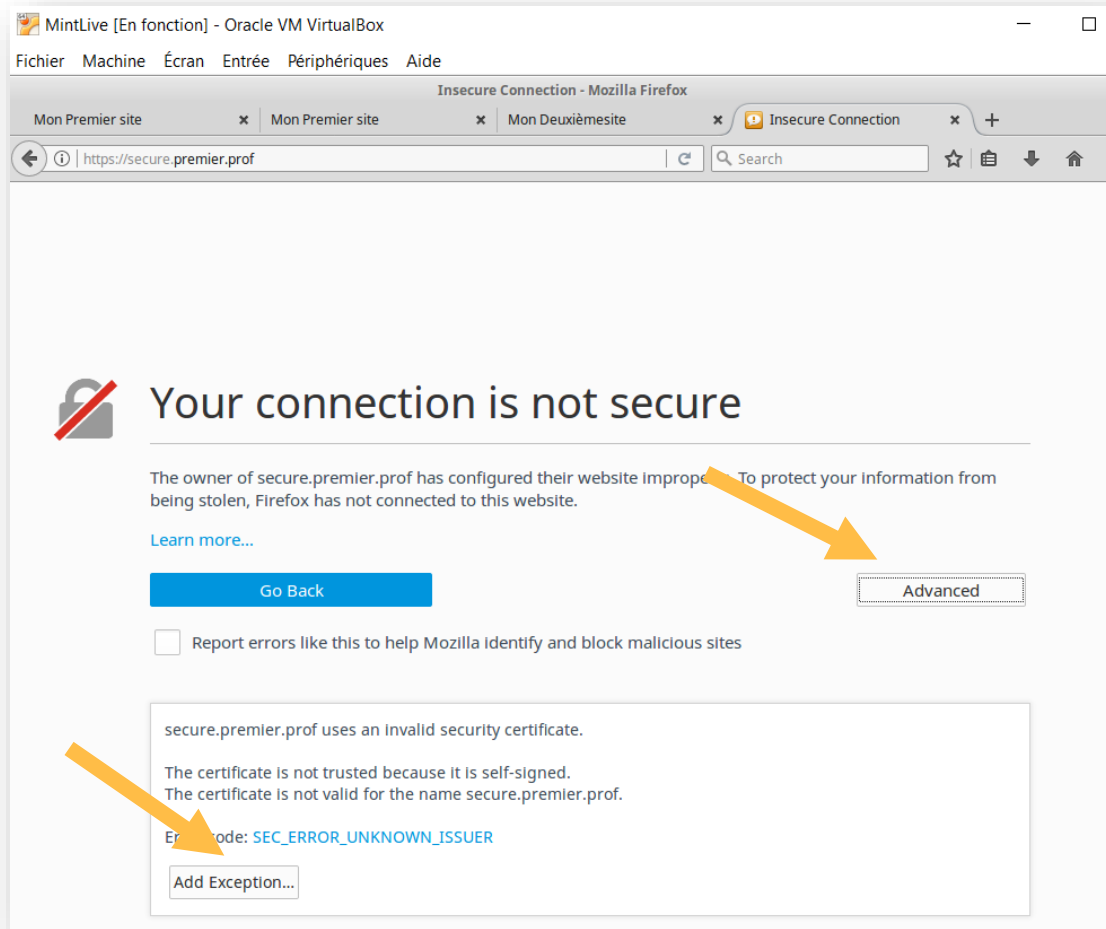 MintLive [En fonction] - Oracle VM VirtualBox
Fichier Machine Écran Entrée Périphériques Aide
Insecure Connection - Mozilla Firefox
Mon Premier site Mon Premier site Mon Deuxièmesite Insecure Connection
https://secure.premier.prof Search
Your connection is not secure
The owner of secure.premier.prof has configured their website To protect your information from
being stolen, Firefox has not connected to this website.
Learn more...
Go Back Advanced
Report errors like this to help Mozilla identify and block malicious sites
secure.premier.prof uses an invalid security certificate.
The certificate is not trusted because it is self-signed.
The certificate is not valid for the name secure.premier.prof.
SEC_ERROR_UNKNOWN_ISSUER
Add Exception...